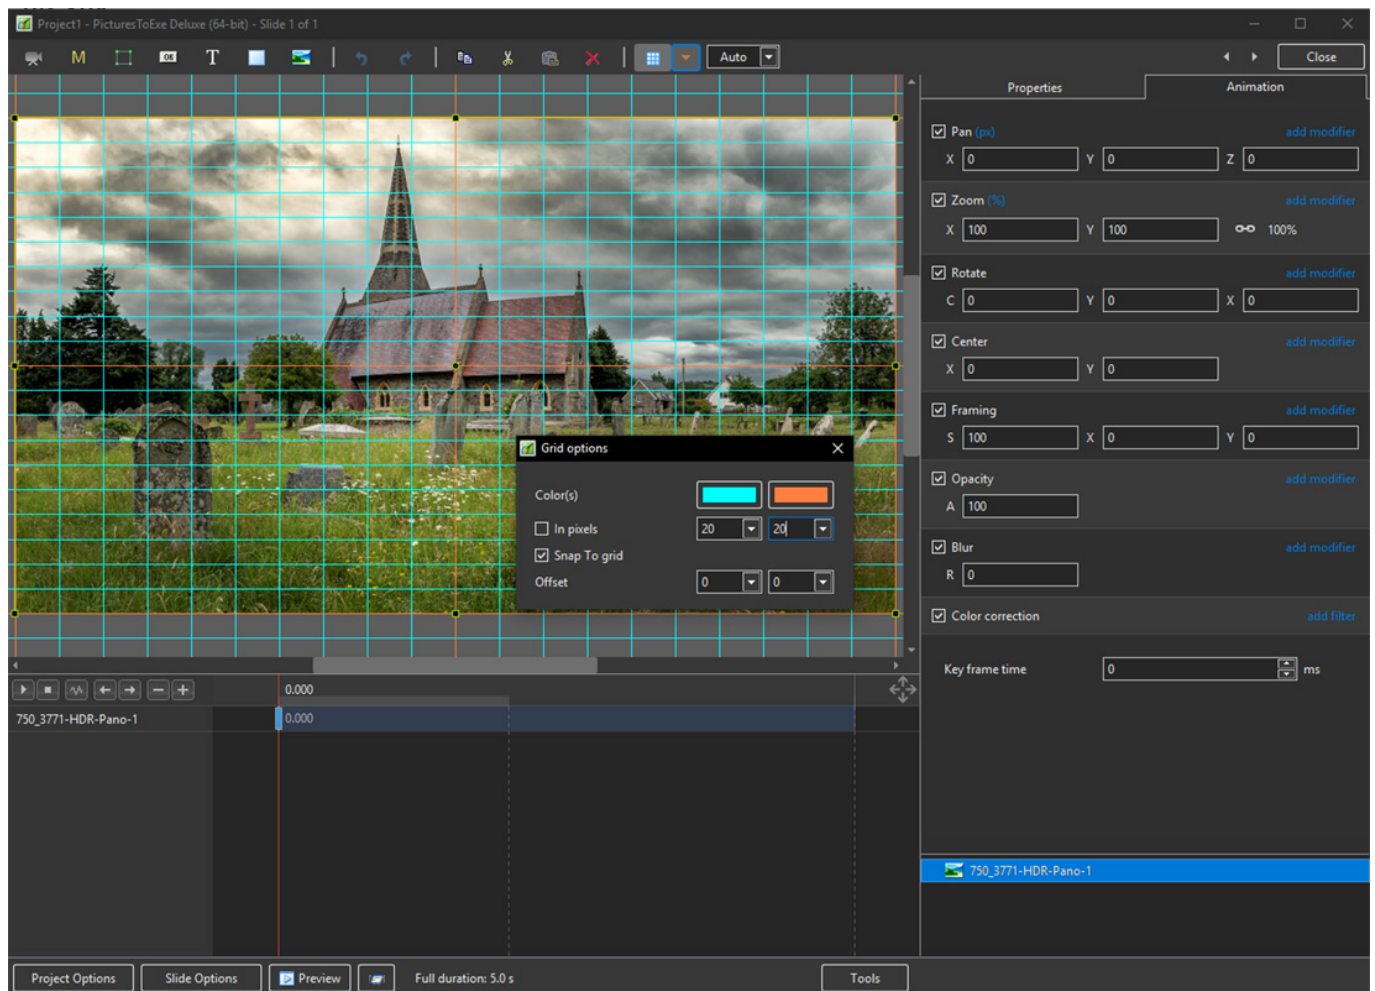 Project1 - PicturesToExe Deluxe (64-bit) - Slide 1 of 1
M OK T Auto Close
Properties Animation
Pan (px) add modifier
X 0 Y 0 Z 0
Zoom (%) add modifier
X 100 Y 100 100%
Rotate add modifier
C 0 Y 0 X 0
Center add modifier
X 0 Y 0
Framing add modifier
S 100 X 0 Y 0
Grid options
Opacity add modifier
Color(s)
A 100
In pixels 20 20
Blur add modifier
Snap To grid
R 0
Offset 0 0
Color correction add filter
Key frame time 0 ms
0.000
750_3771-HDR-Pano-1 0.000
750_3771-HDR-Pano-1
Project Options Slide Options Preview Full duration: 5.0 s Tools